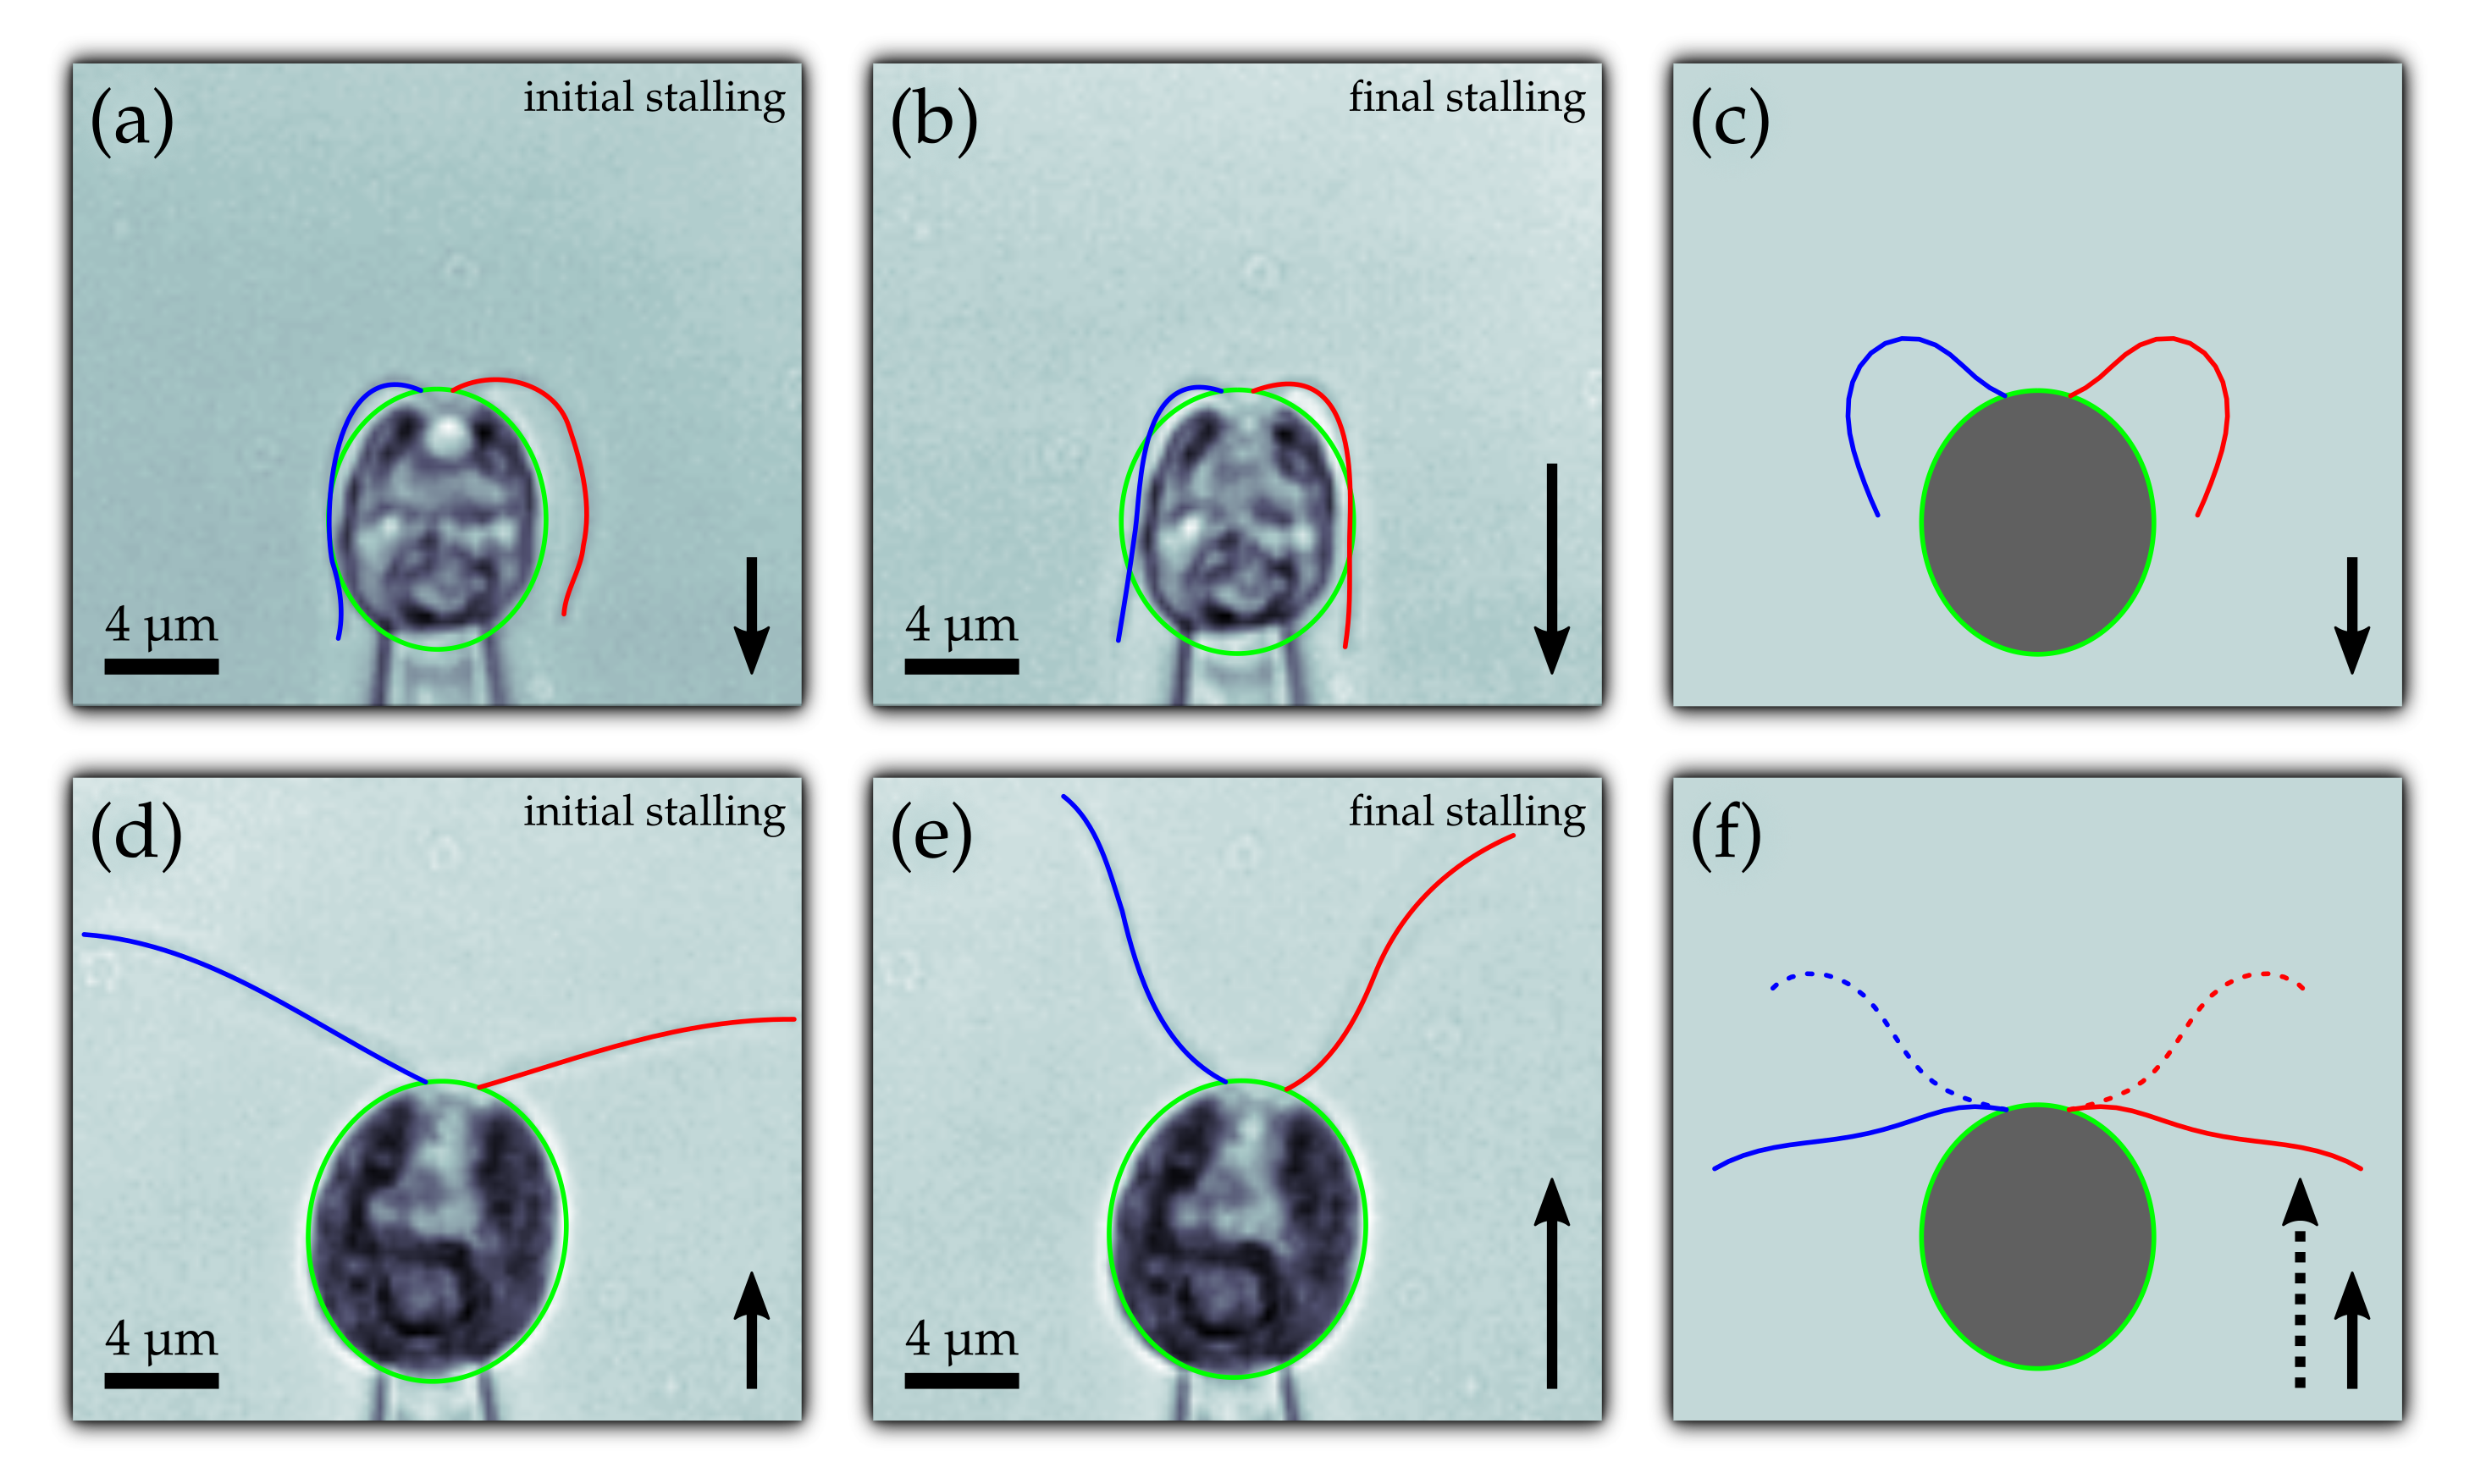 (a)
initial stalling
4 μm
(b)
final stalling
4 μm
(c)
(d)
initial stalling
4 μm
(e)
final stalling
4 μm
(f)